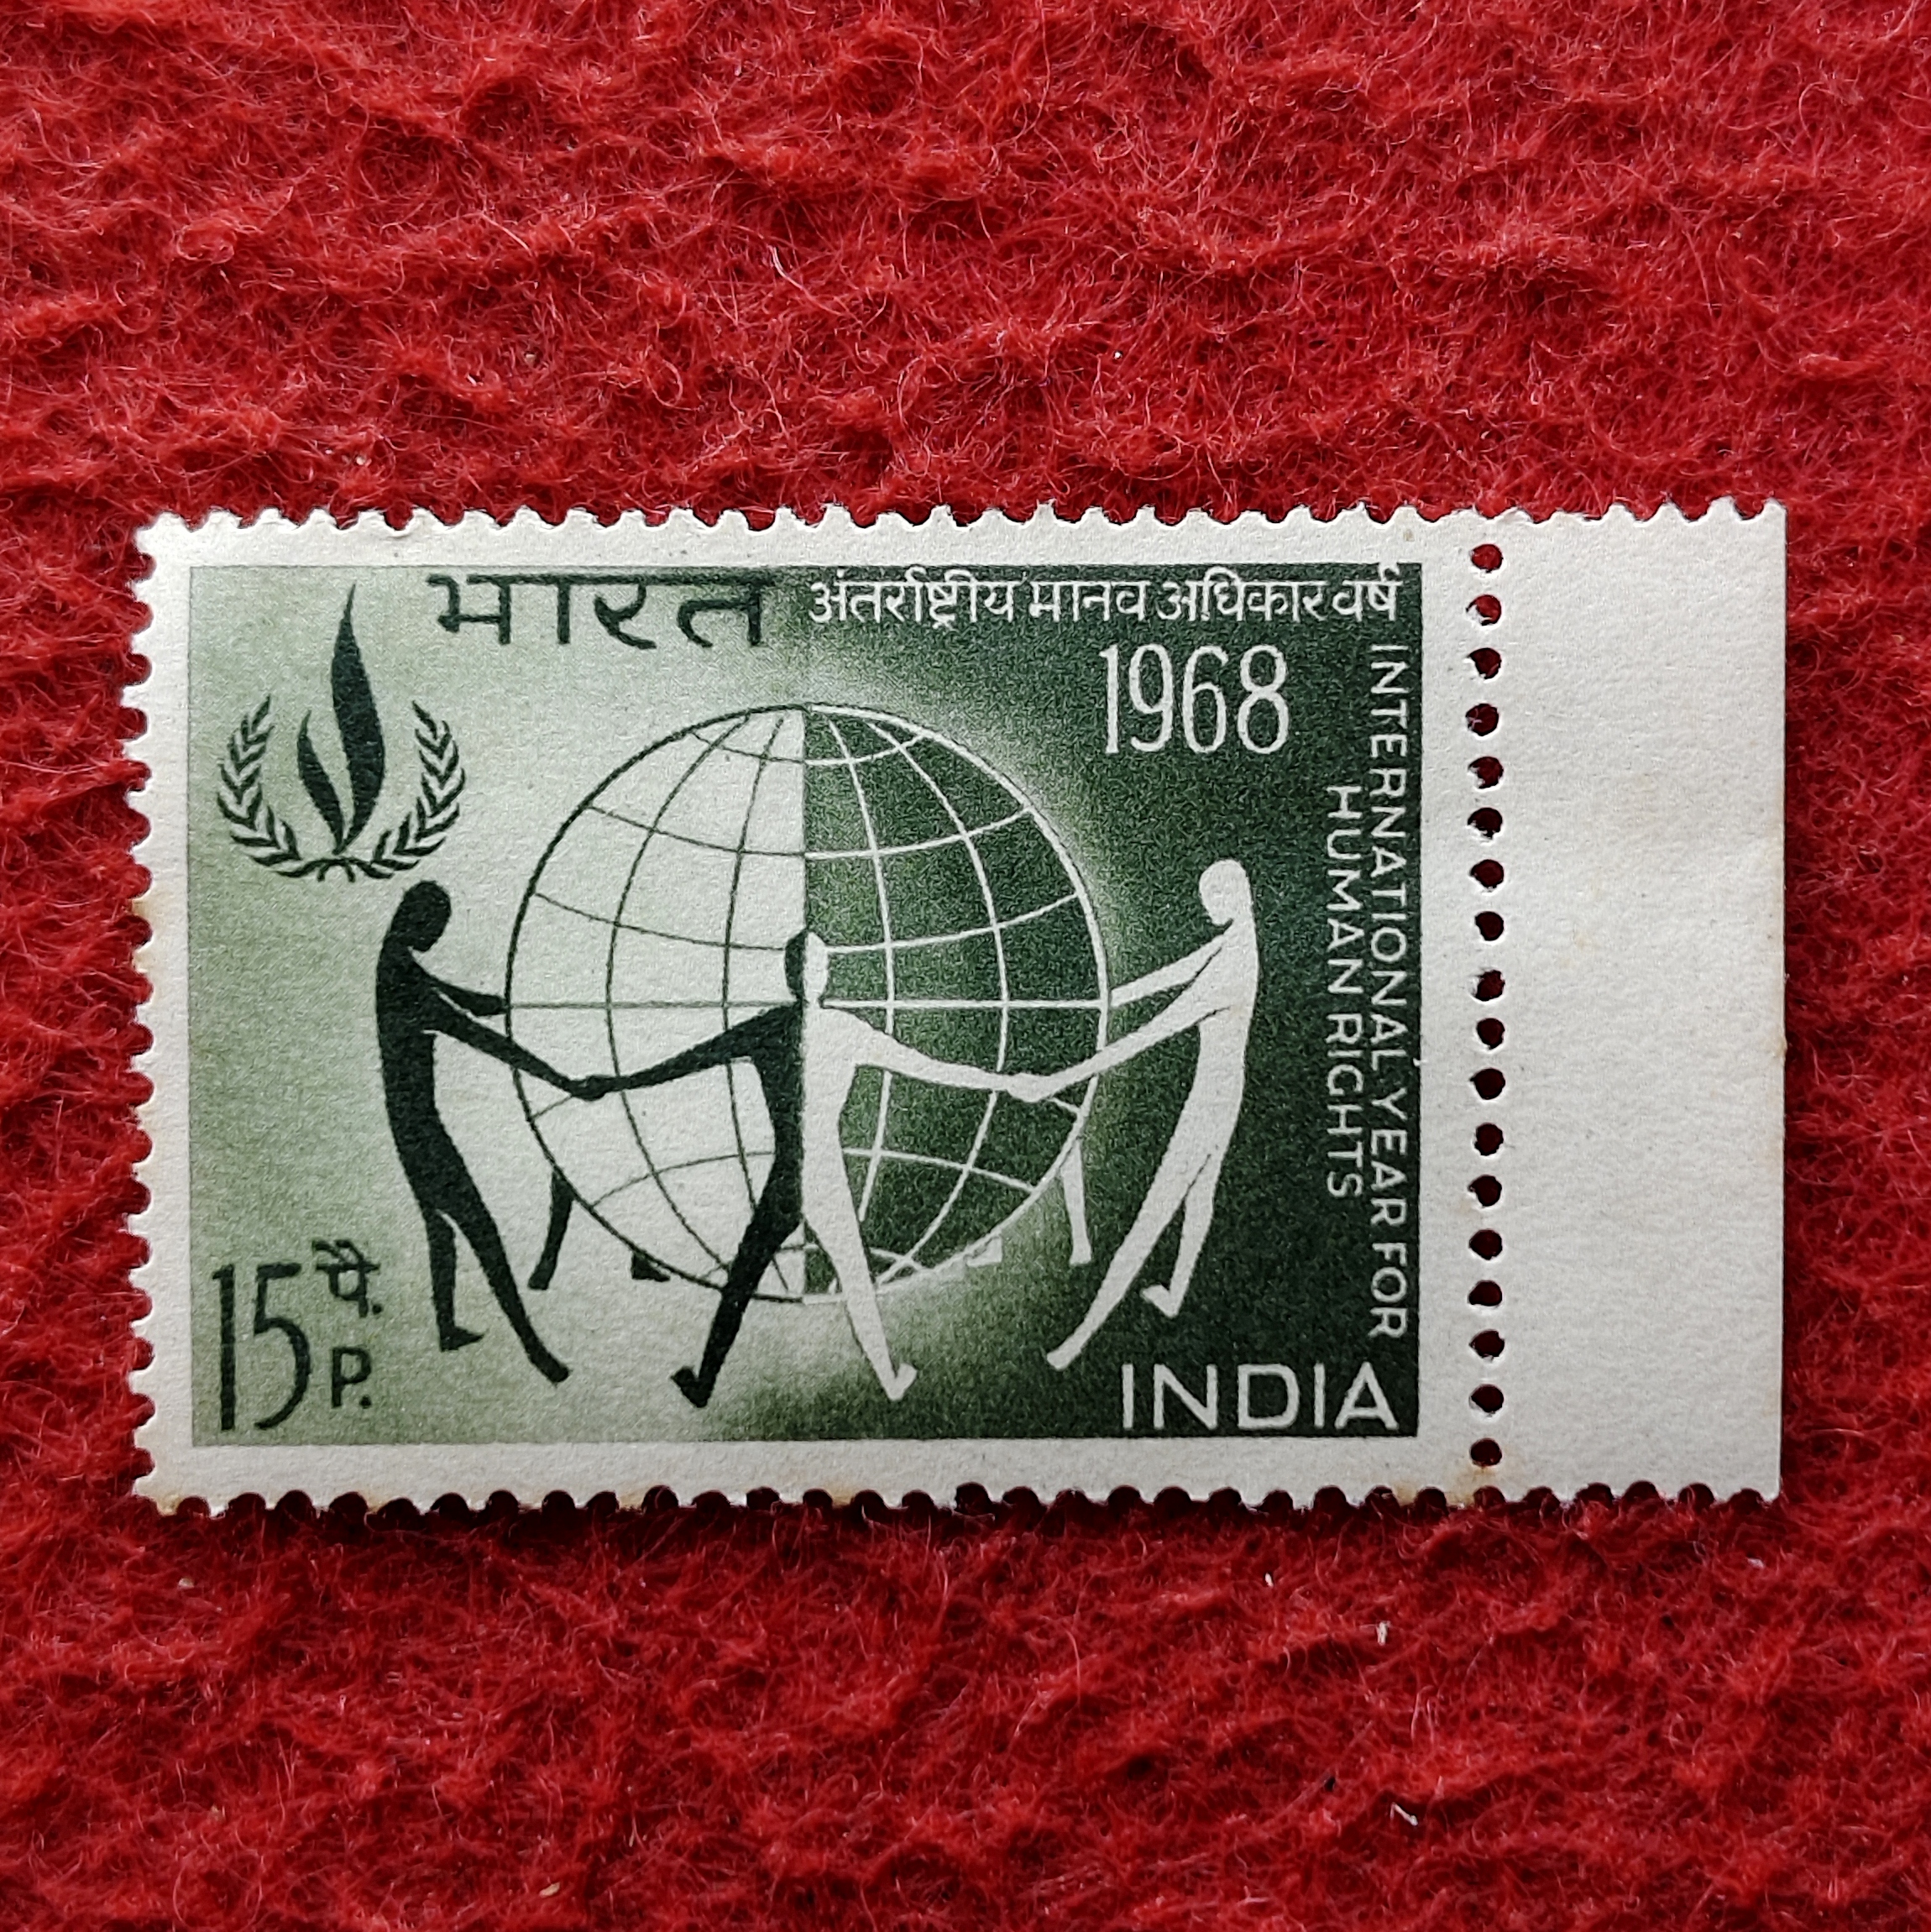 भारत
अंतर्राष्ट्रीय मानव अधिकार वर्ष
1968
INTERNATIONAL YEAR FOR
HUMAN RIGHTS
15 पै.
P.
INDIA